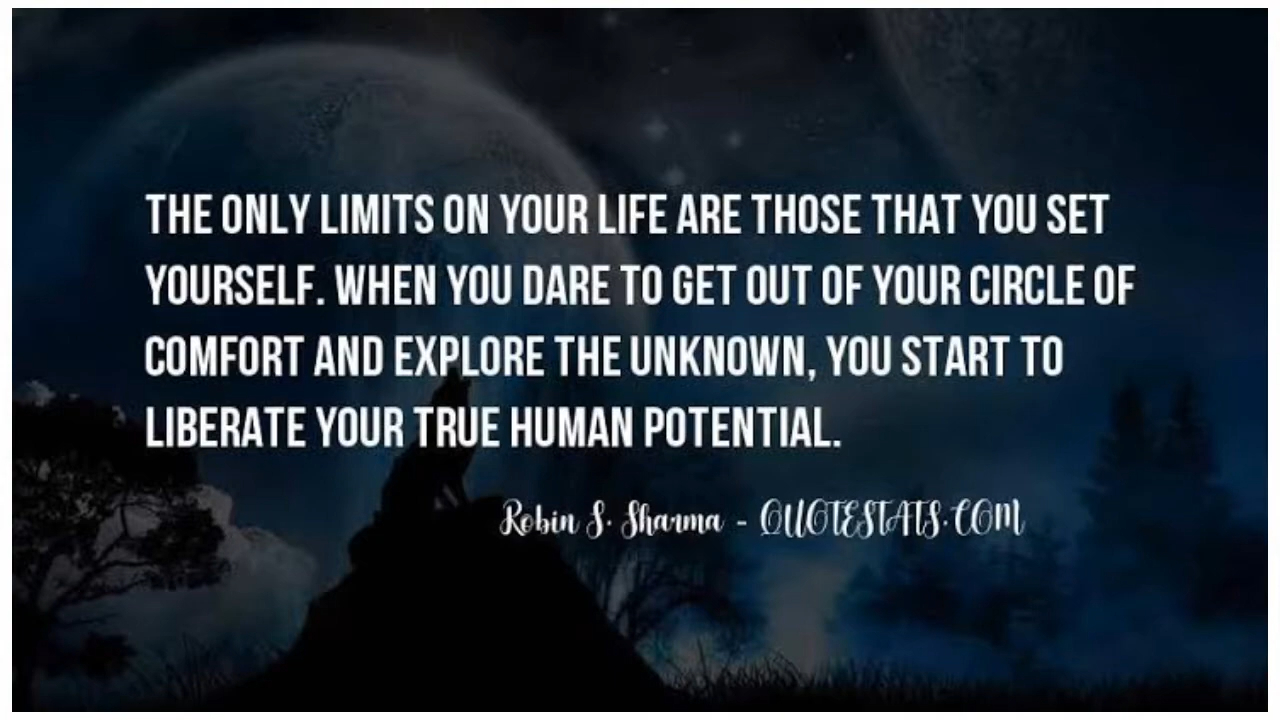 THE ONLY LIMITS ON YOUR LIFE ARE THOSE THAT YOU SET
YOURSELF. WHEN YOU DARE TO GET OUT OF YOUR CIRCLE OF
COMFORT AND EXPLORE THE UNKNOWN, YOU START TO
LIBERATE YOUR TRUE HUMAN POTENTIAL.
Robin S. Sharma - QUOTESTATS.COM